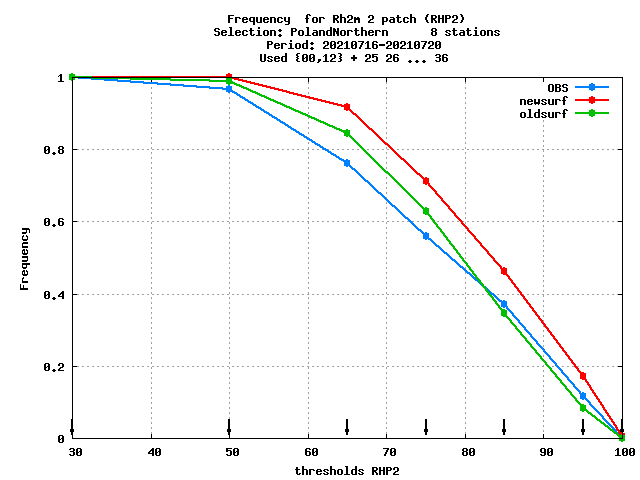 Frequency  for Rh2m 2 patch (RHP2)
Selection: PolandNorthern      8 stations
Period: 20210716-20210720
Used {00,12} + 25 26 ... 36
OBS
newsurf
oldsurf
1
0.8
0.6
0.4
0.2
0
Frequency
30 40 50 60 70 80 90 100
thresholds RHP2